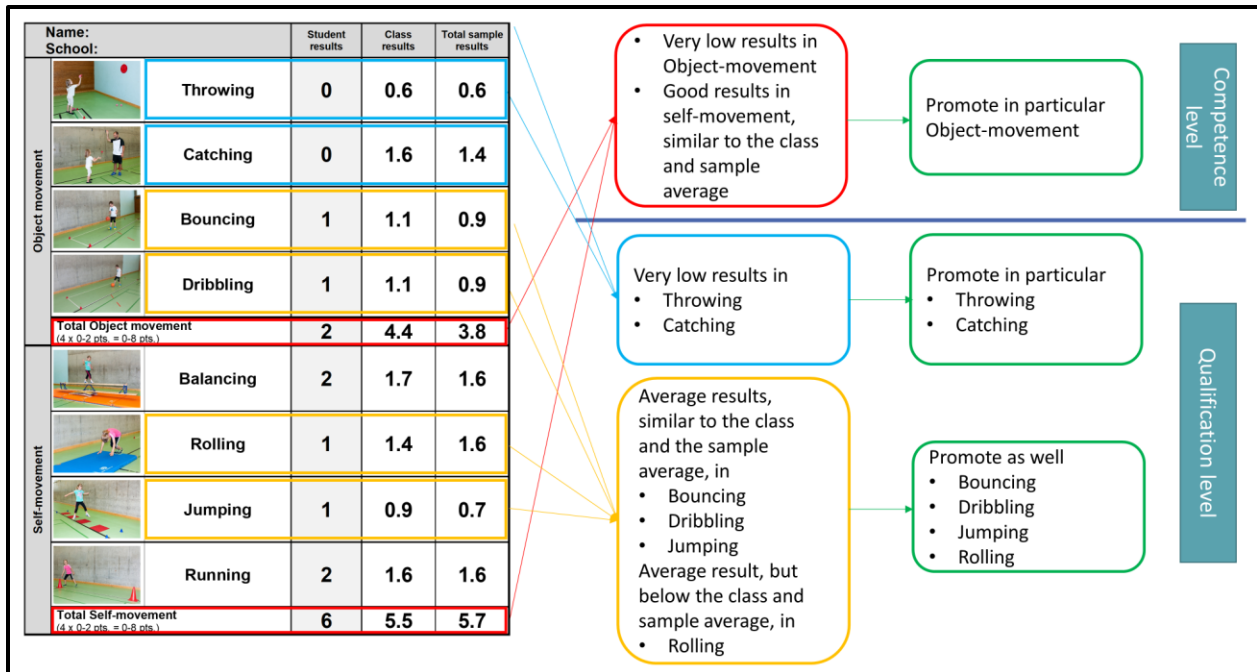 Name:
School:
Student results
Class results
Total sample results
Object movement
Throwing 0 0.6 0.6
Catching 0 1.6 1.4
Bouncing 1 1.1 0.9
Dribbling 1 1.1 0.9
Total Object movement 2 4.4 3.8
(4 x 0-2 pts. = 0-8 pts.)
Self-movement
Balancing 2 1.7 1.6
Rolling 1 1.4 1.6
Jumping 1 0.9 0.7
Running 2 1.6 1.6
Total Self-movement 6 5.5 5.7
(4 x 0-2 pts. = 0-8 pts.)
• Very low results in
Object-movement
• Good results in
self-movement,
similar to the class
and sample
average
Promote in particular
Object-movement
Competence
level
Very low results in
• Throwing
• Catching
Promote in particular
• Throwing
• Catching
Average results,
similar to the class
and the sample
average, in
• Bouncing
• Dribbling
• Jumping
Average result, but
below the class and
sample average, in
• Rolling
Promote as well
• Bouncing
• Dribbling
• Jumping
• Rolling
Qualification level